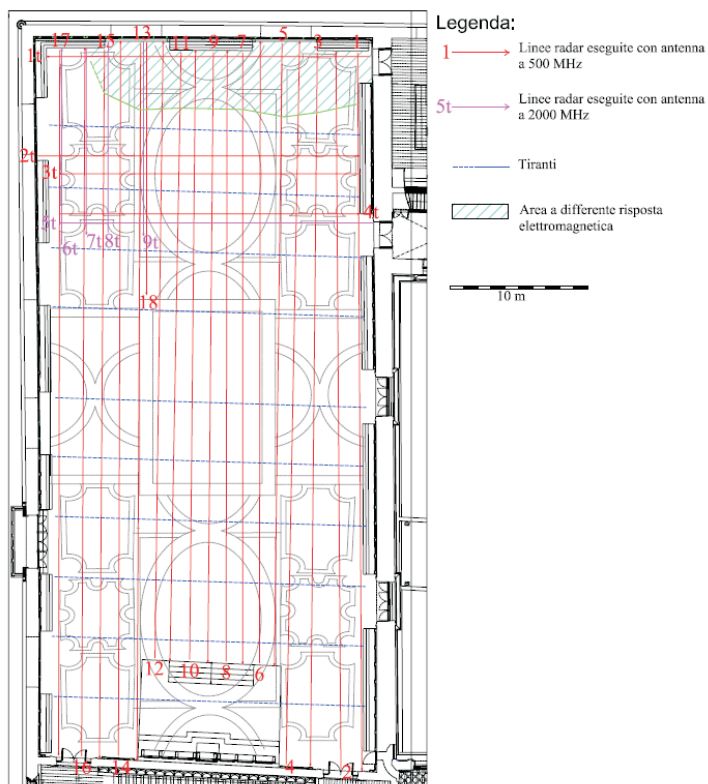 Legenda:
1 Linee radar eseguite con antenna
a 500 MHz
5t Linee radar eseguite con antenna
a 2000 MHz
Tiranti
Area a differente risposta
elettromagnetica
10 m
17 15 13 11 9 7 5 3 1
1t
2t
3t
4t
5t
6t 7t 8t 9t
18
12 10 8 6
16 14 4 2